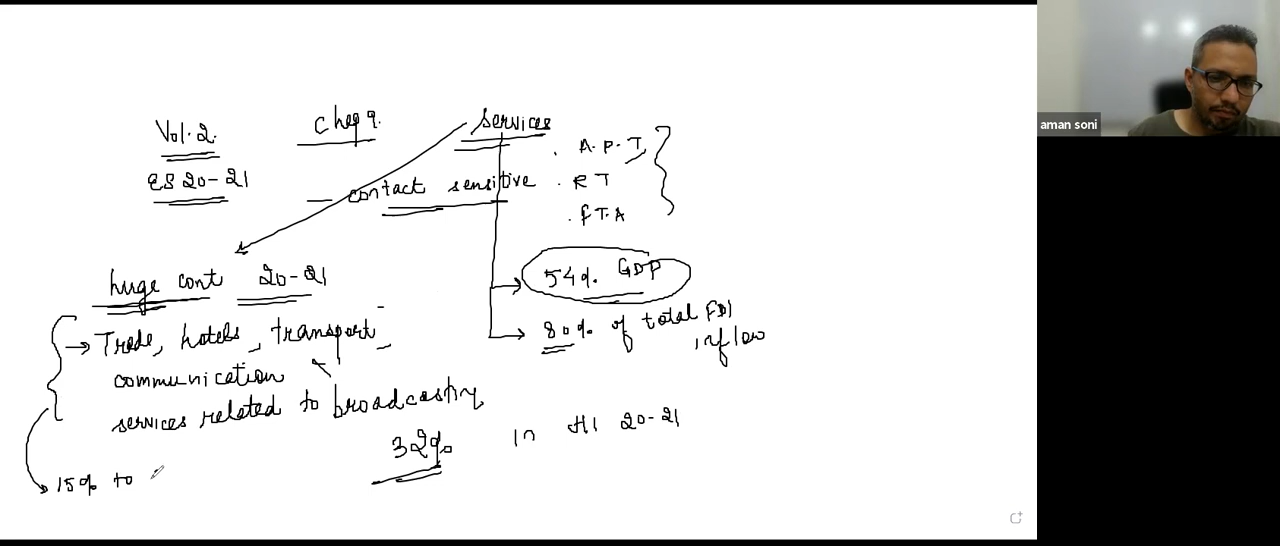 Vol. 2.
ES 20-21
Chap 9.
services
— contact sensitive
. A.P.T
. RT
. FTA
huge cont 20-21
→ Trade, hotels, transport,
communication
services related to broadcasting
32%
in H1 20-21
15% to
54% GDP
80% of total FDI
inflow
aman soni